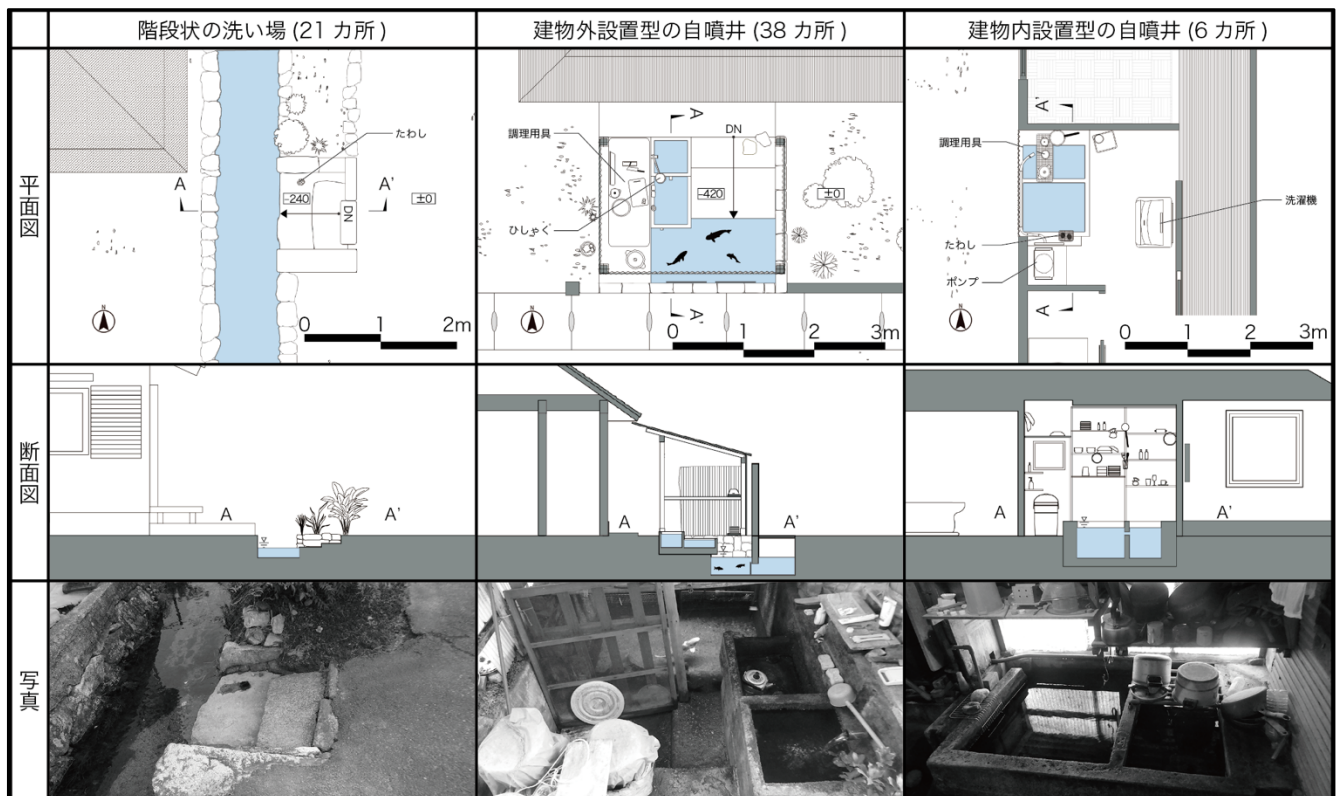 階段状の洗い場 (21 カ所 )
建物外設置型の自噴井 (38 カ所 )
建物内設置型の自噴井 (6 カ所 )
平面図
たわし
A
A'
-240
DN
±0
N
0 1 2m
調理用具
ひしゃく
A
DN
-420
±0
A'
N
0 1 2 3m
A'
調理用具
洗濯機
たわし
ポンプ
A
N
0 1 2 3m
断面図
A
A'
A
A'
A
A'
写真